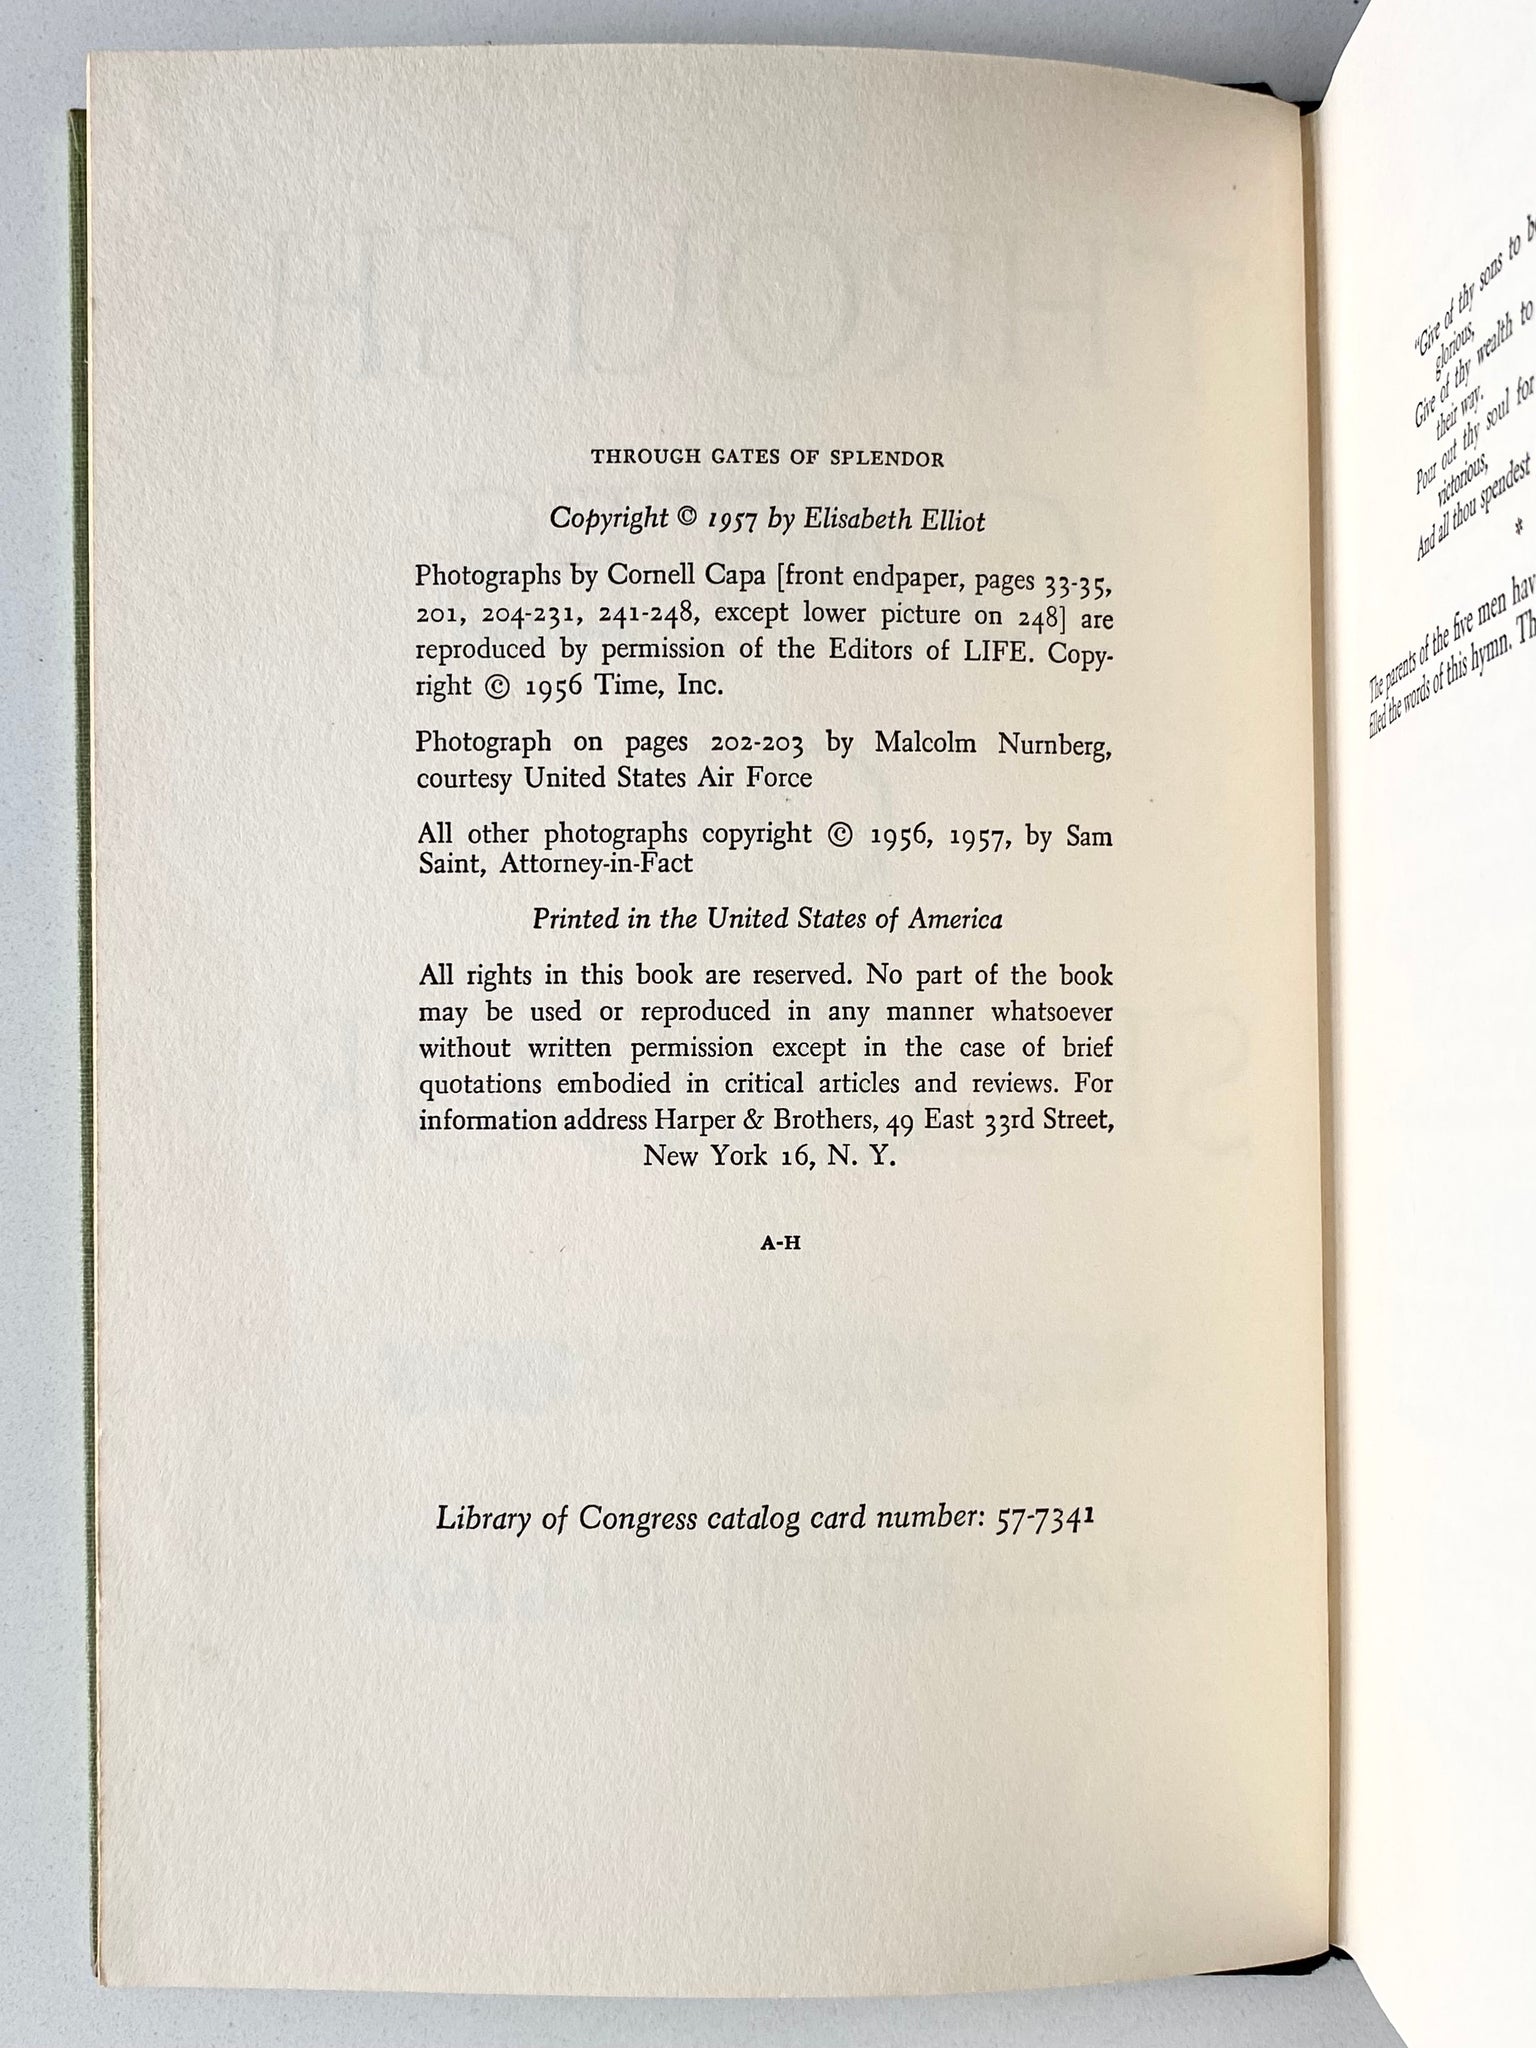 THROUGH GATES OF SPLENDOR
Copyright © 1957 by Elisabeth Elliot
Photographs by Cornell Capa [front endpaper, pages 33-35,
201, 204-231, 241-248, except lower picture on 248] are
reproduced by permission of the Editors of LIFE. Copy-
right © 1956 Time, Inc.
Photograph on pages 202-203 by Malcolm Nurnberg,
courtesy United States Air Force
All other photographs copyright © 1956, 1957, by Sam
Saint, Attorney-in-Fact
Printed in the United States of America
All rights in this book are reserved. No part of the book
may be used or reproduced in any manner whatsoever
without written permission except in the case of brief
quotations embodied in critical articles and reviews. For
information address Harper & Brothers, 49 East 33rd Street,
New York 16, N. Y.
A-H
Library of Congress catalog card number: 57-7341
"Give of thy sons to
glorious,
Give of thy wealth to
their way.
Pour out thy soul for
victorious,
And all thou spendest
*
The parents of the five men
filled the words of this hymn.